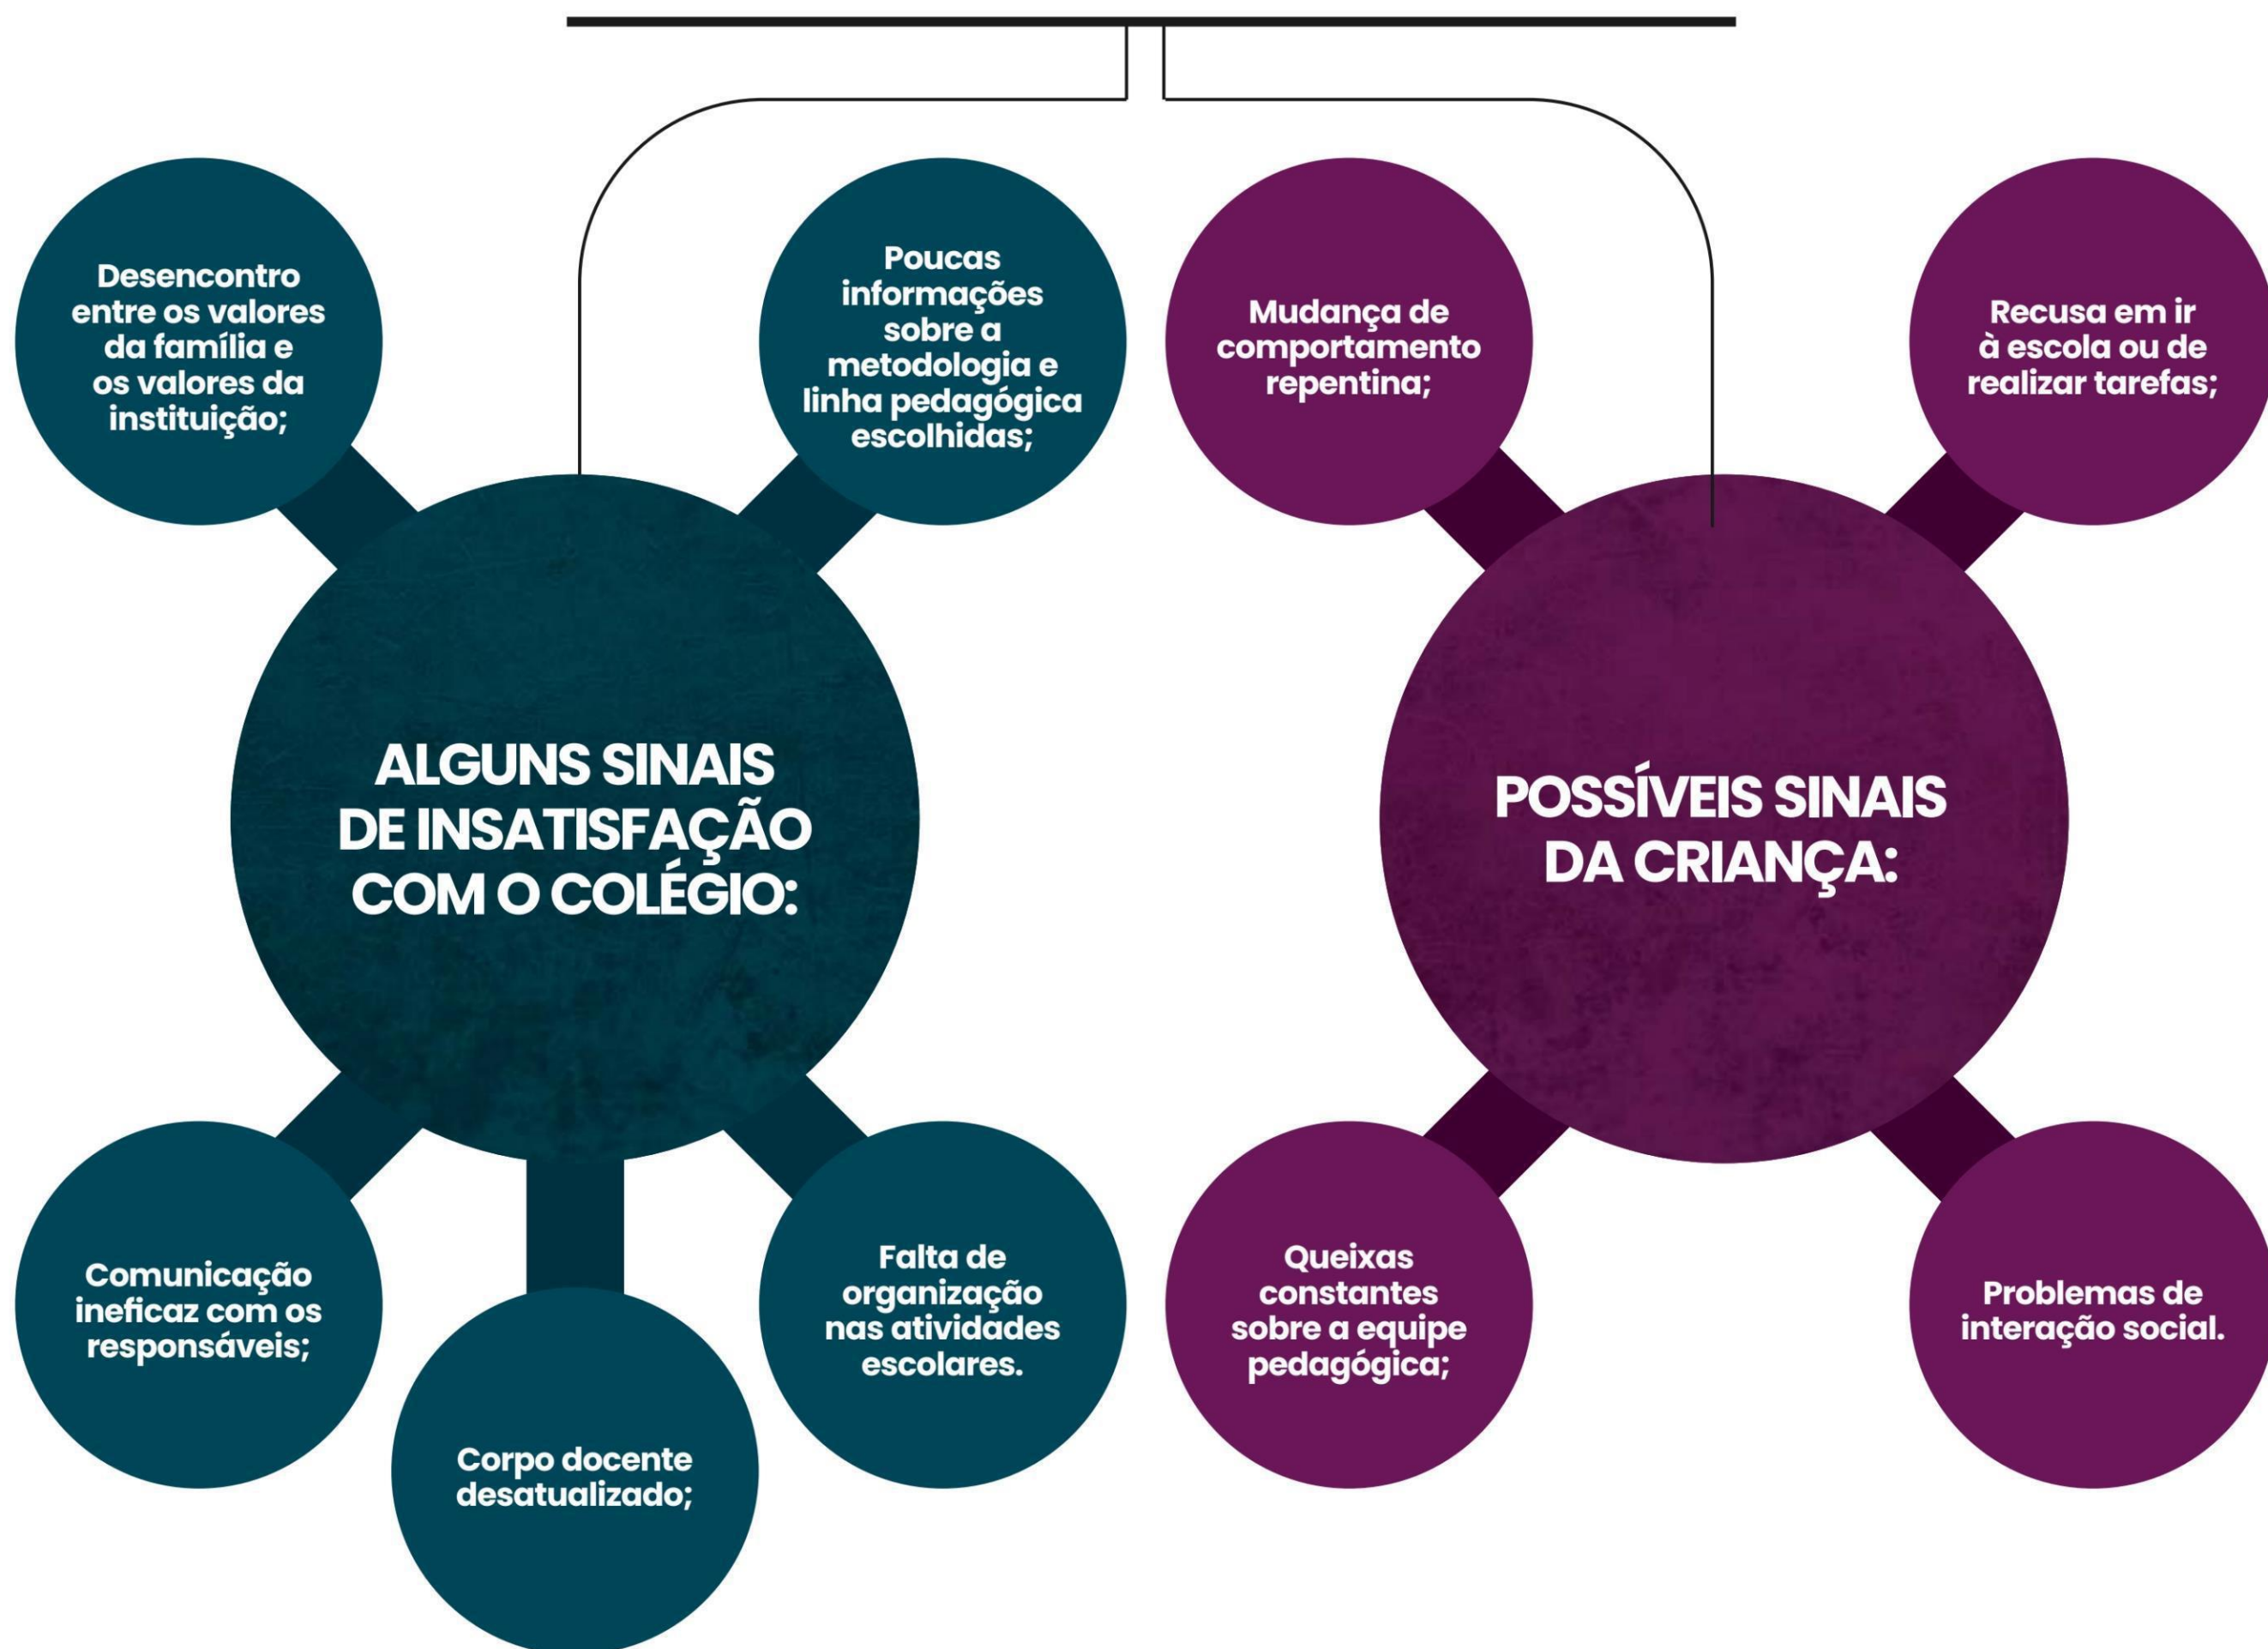 Desencontro
entre os valores
da família e
os valores da
instituição;
Poucas
informações
sobre a
metodologia e
linha pedagógica
escolhidas;
ALGUNS SINAIS
DE INSATISFAÇÃO
COM O COLÉGIO:
Comunicação
ineficaz com os
responsáveis;
Corpo docente
desatualizado;
Falta de
organização
nas atividades
escolares.
Mudança de
comportamento
repentina;
Recusa em ir
à escola ou de
realizar tarefas;
POSSÍVEIS SINAIS
DA CRIANÇA:
Queixas
constantes
sobre a equipe
pedagógica;
Problemas de
interação social.